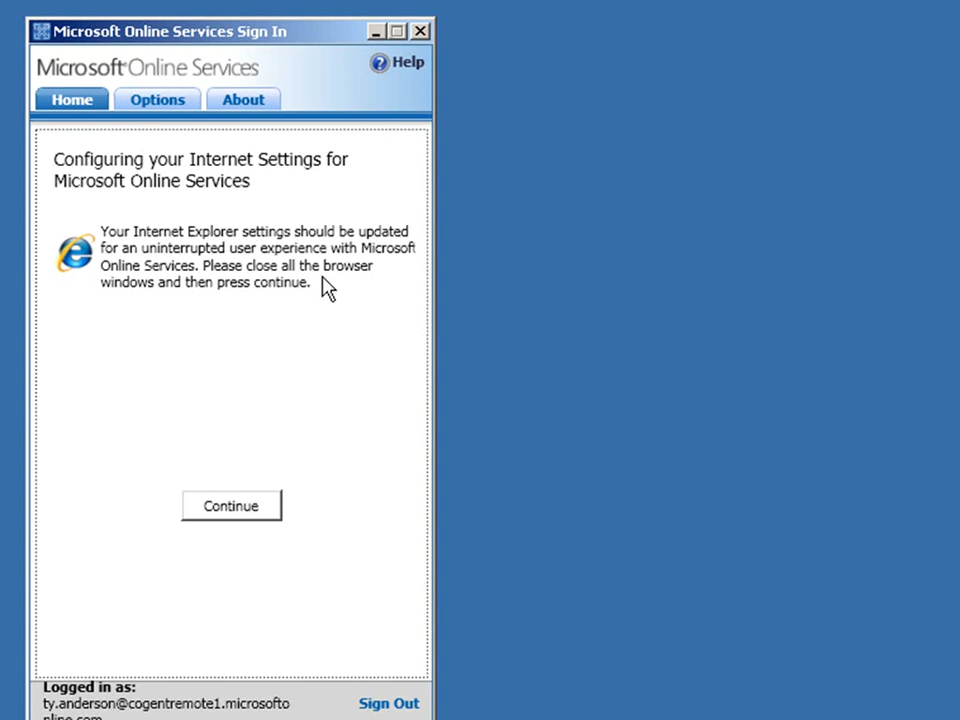 Microsoft Online Services Sign In
Microsoft Online Services
Help
Home
Options
About
Configuring your Internet Settings for
Microsoft Online Services
Your Internet Explorer settings should be updated
for an uninterrupted user experience with Microsoft
Online Services. Please close all the browser
windows and then press continue.
Continue
Logged in as:
ty.anderson@cogentremote1.microsofto
nline.com
Sign Out